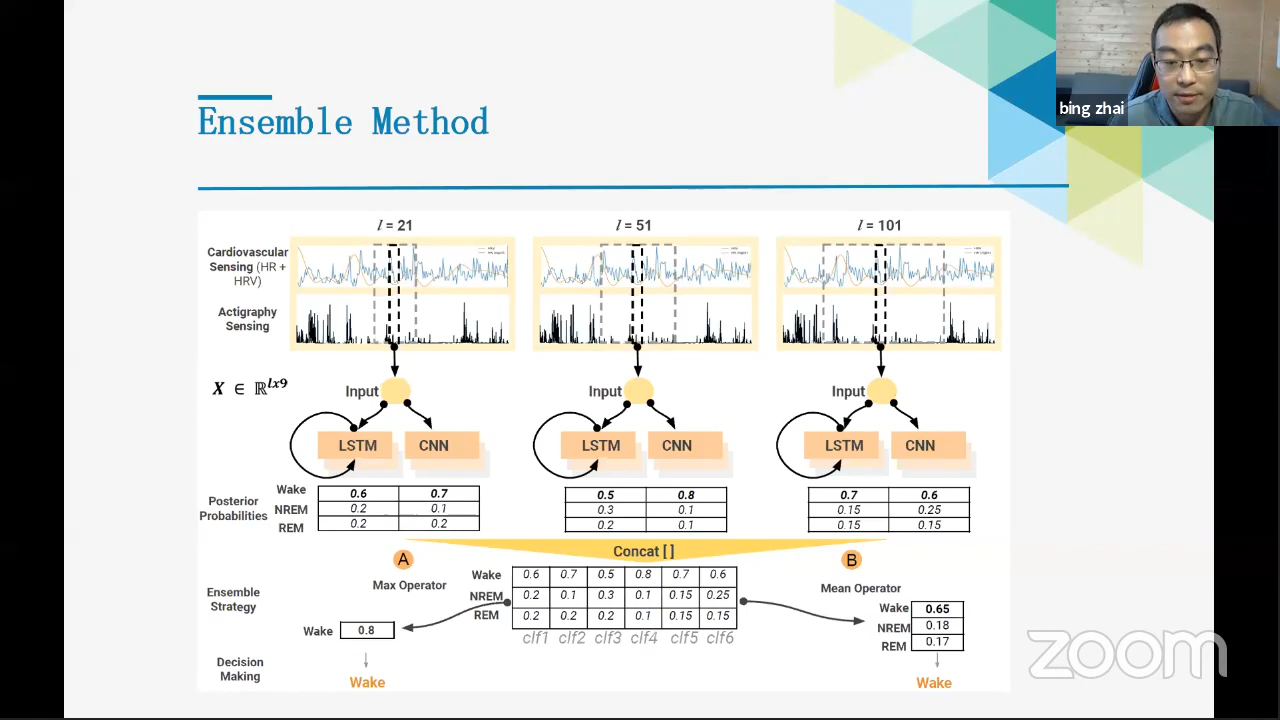 bing zhai
Ensemble Method
l = 21
l = 51
l = 101
Cardiovascular
Sensing (HR +
HRV)
Actigraphy
Sensing
X ∈ ℝ^lx9
Input
Input
Input
LSTM CNN
LSTM CNN
LSTM CNN
Posterior
Probabilities
Wake 0.6 0.7
NREM 0.2 0.1
REM 0.2 0.2
0.5 0.8
0.3 0.1
0.2 0.1
0.7 0.6
0.15 0.25
0.15 0.15
Concat [ ]
A
B
Ensemble
Strategy
Max Operator
Wake 0.6 0.7 0.5 0.8 0.7 0.6
NREM 0.2 0.1 0.3 0.1 0.15 0.25
REM 0.2 0.2 0.2 0.1 0.15 0.15
clf1 clf2 clf3 clf4 clf5 clf6
Mean Operator
Wake 0.65
NREM 0.18
REM 0.17
Wake 0.8
Decision
Making
Wake
Wake
zoom